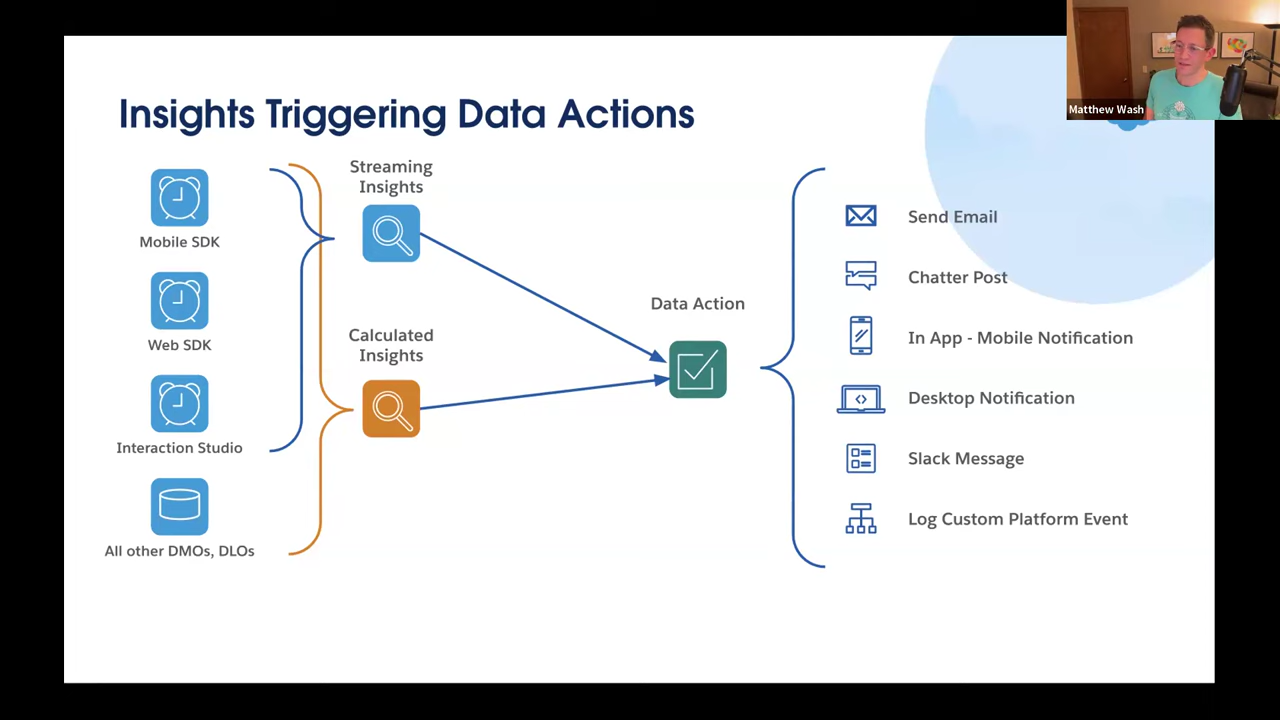 Matthew Wash
Insights Triggering Data Actions
Mobile SDK
Web SDK
Interaction Studio
All other DMOs, DLOs
Streaming
Insights
Calculated
Insights
Data Action
Send Email
Chatter Post
In App - Mobile Notification
Desktop Notification
Slack Message
Log Custom Platform Event